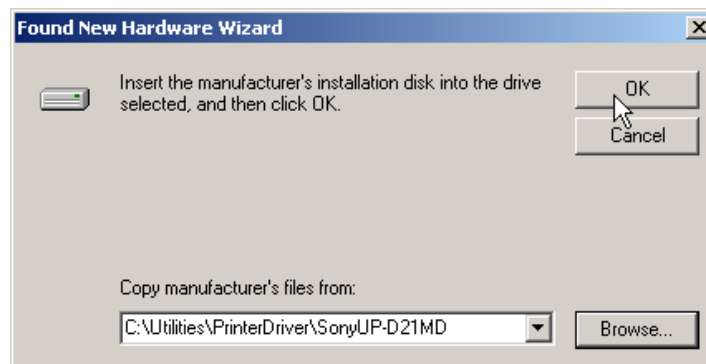 Found New Hardware Wizard
Insert the manufacturer's installation disk into the drive
selected, and then click OK.
OK
Cancel
Copy manufacturer's files from:
C:\Utilities\PrinterDriver\SonyUP-D21MD
Browse...